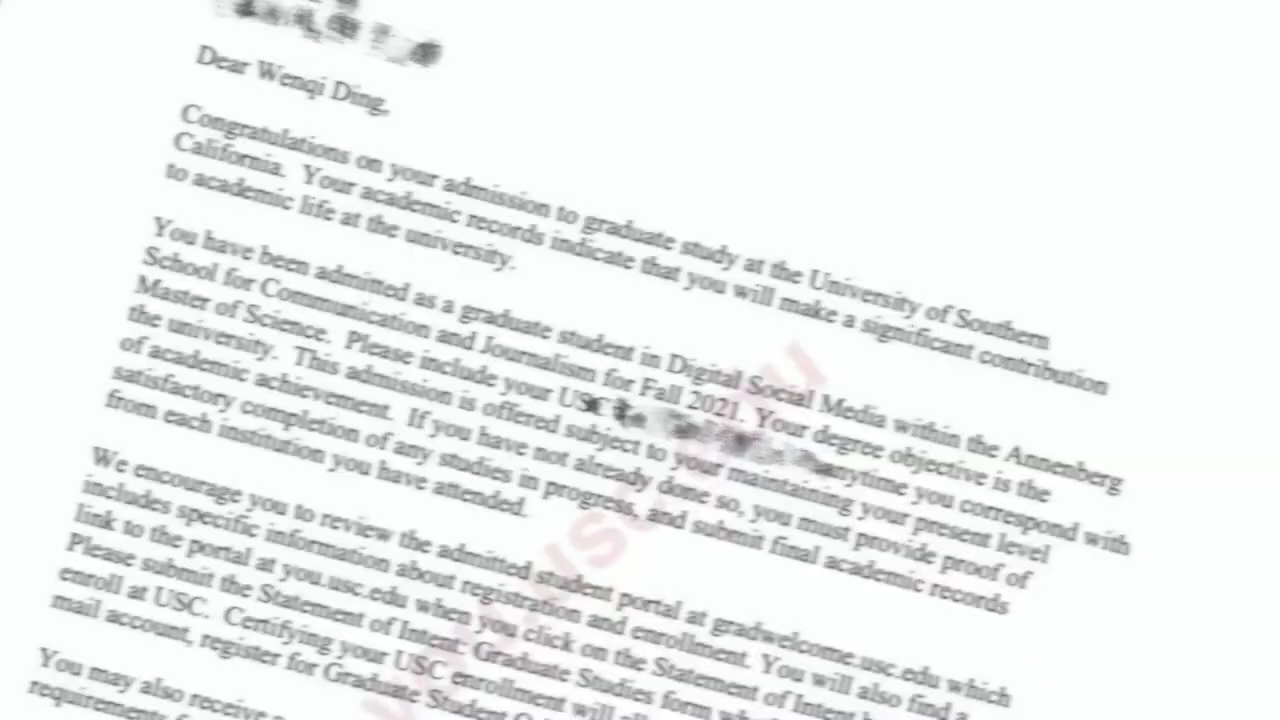 Dear Wenqi Ding,
Congratulations on your admission to graduate study at the University of Southern
California. Your academic records indicate that you will make a significant contribution
to academic life at the university.
You have been admitted as a graduate student in Digital Social Media within the Annenberg
School for Communication and Journalism for Fall 2021. Your degree objective is the
Master of Science. Please include your USC anytime you correspond with
the university. This admission is offered subject to your maintaining your present level
of academic achievement. If you have not already done so, you must provide proof of
satisfactory completion of any studies in progress, and submit final academic records
from each institution you have attended.
We encourage you to review the admitted student portal at gradwelcome.usc.edu which
includes specific information about registration and enrollment. You will also find a
link to the portal at you.usc.edu when you click on the Statement of Intent
Please submit the Statement of Intent: Graduate Studies form
enroll at USC. Certifying your USC enrollment will
mail account, register for Graduate Student
You may also receive
requirements